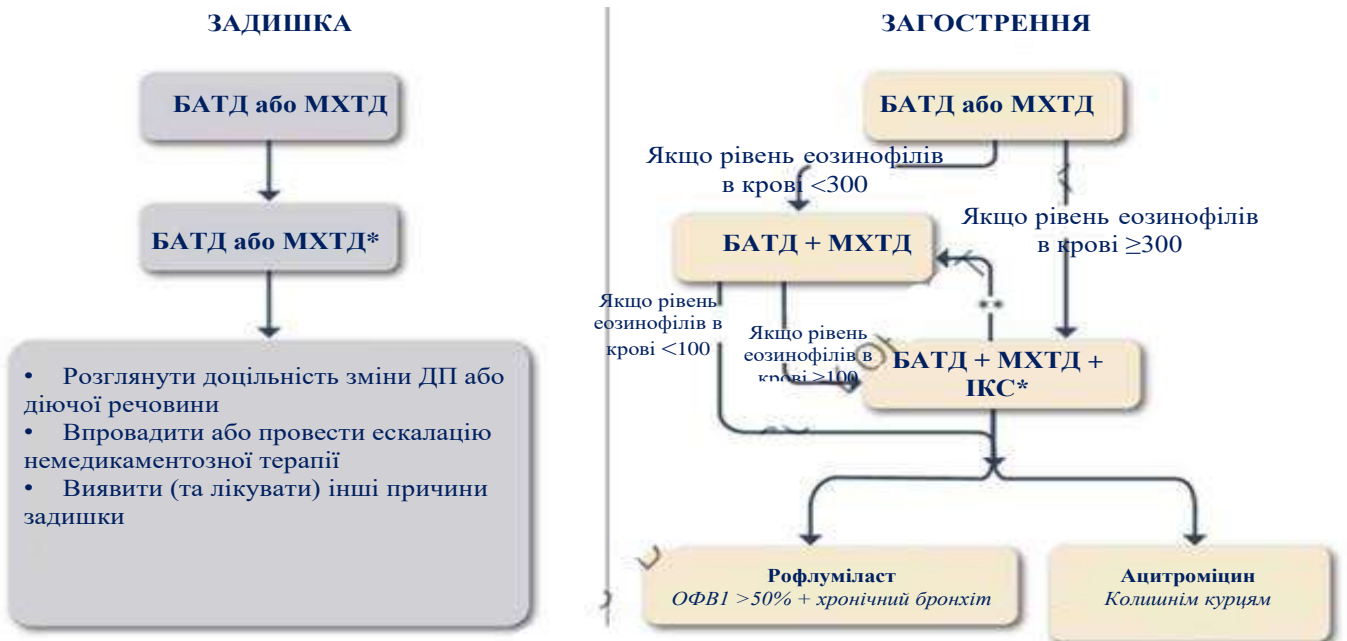 ЗАДИШКА
БАТД або МХТД
БАТД або МХТД*
• Розглянути доцільність зміни ДП або
діючої речовини
• Впровадити або провести ескалацію
немедикаментозної терапії
• Виявити (та лікувати) інші причини
задишки
ЗАГОСТРЕННЯ
БАТД або МХТД
Якщо рівень еозинофілів
в крові <300
Якщо рівень еозинофілів
в крові ≥300
БАТД + МХТД
Якщо рівень
еозинофілів в
крові <100
Якщо рівень
еозинофілів в
крові ≥100
**
БАТД + МХТД +
ІКС*
Рофлуміласт
ОФВ1 >50% + хронічний бронхіт
Ацитроміцин
Колишнім курцям